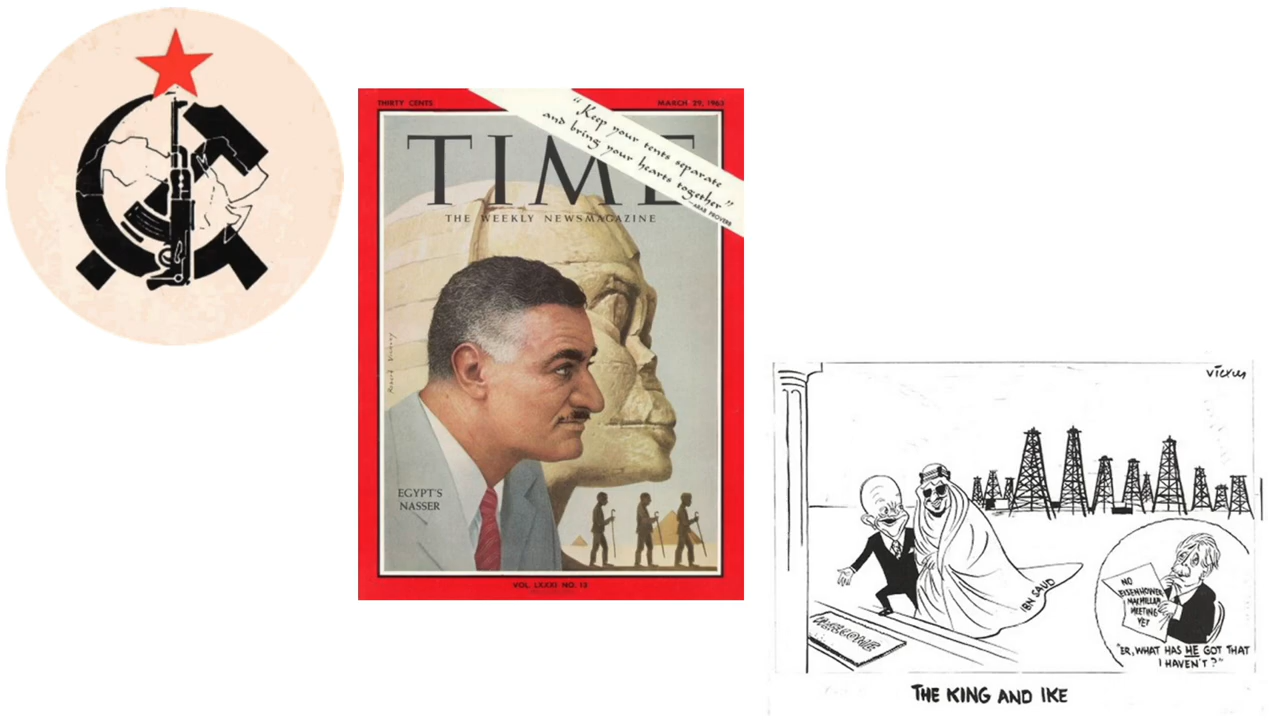 THIRTY CENTS
MARCH 29, 1963
"Keep your tents separate
and bring your hearts together"
—ARAB PROVERB
TIME
THE WEEKLY NEWSMAGAZINE
EGYPT'S
NASSER
VOL. LXXXI NO. 13
vicky
IBN SAUD
WELCOME
NO
EISENHOWER
MACMILLAN
MEETING
YET
"ER, WHAT HAS HE GOT THAT
I HAVEN'T?"
THE KING AND IKE